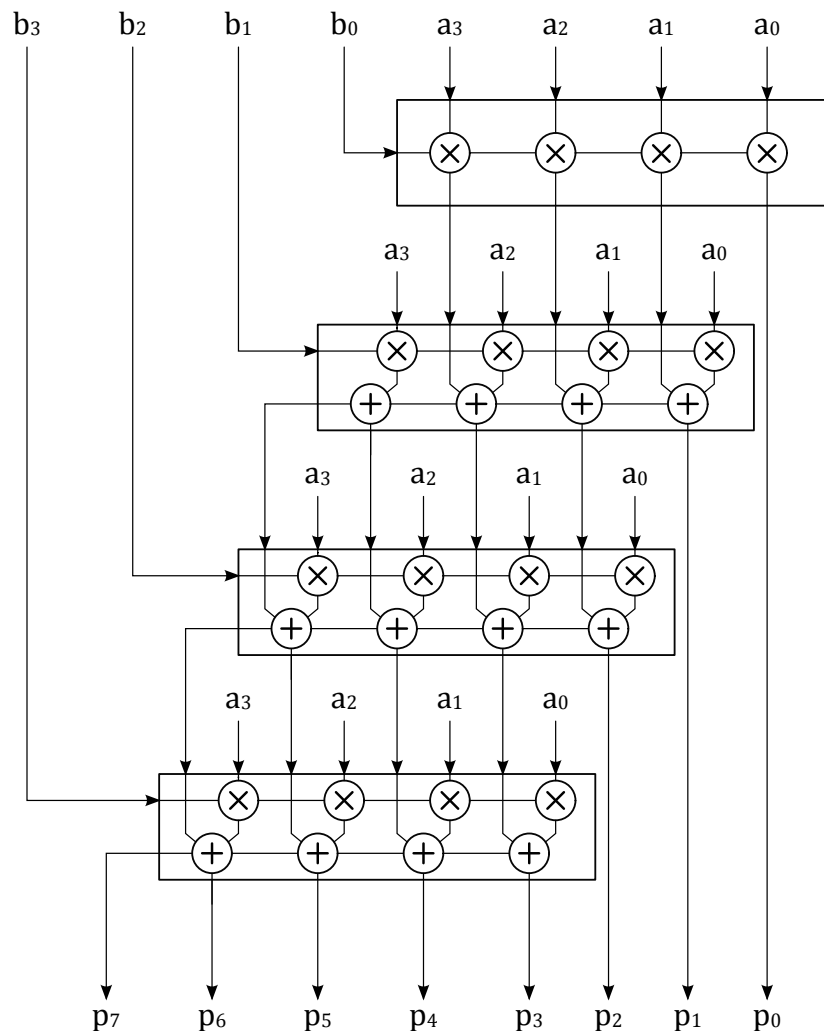 b₃ b₂ b₁ b₀ a₃ a₂ a₁ a₀
a₃ a₂ a₁ a₀
a₃ a₂ a₁ a₀
a₃ a₂ a₁ a₀
p₇ p₆ p₅ p₄ p₃ p₂ p₁ p₀